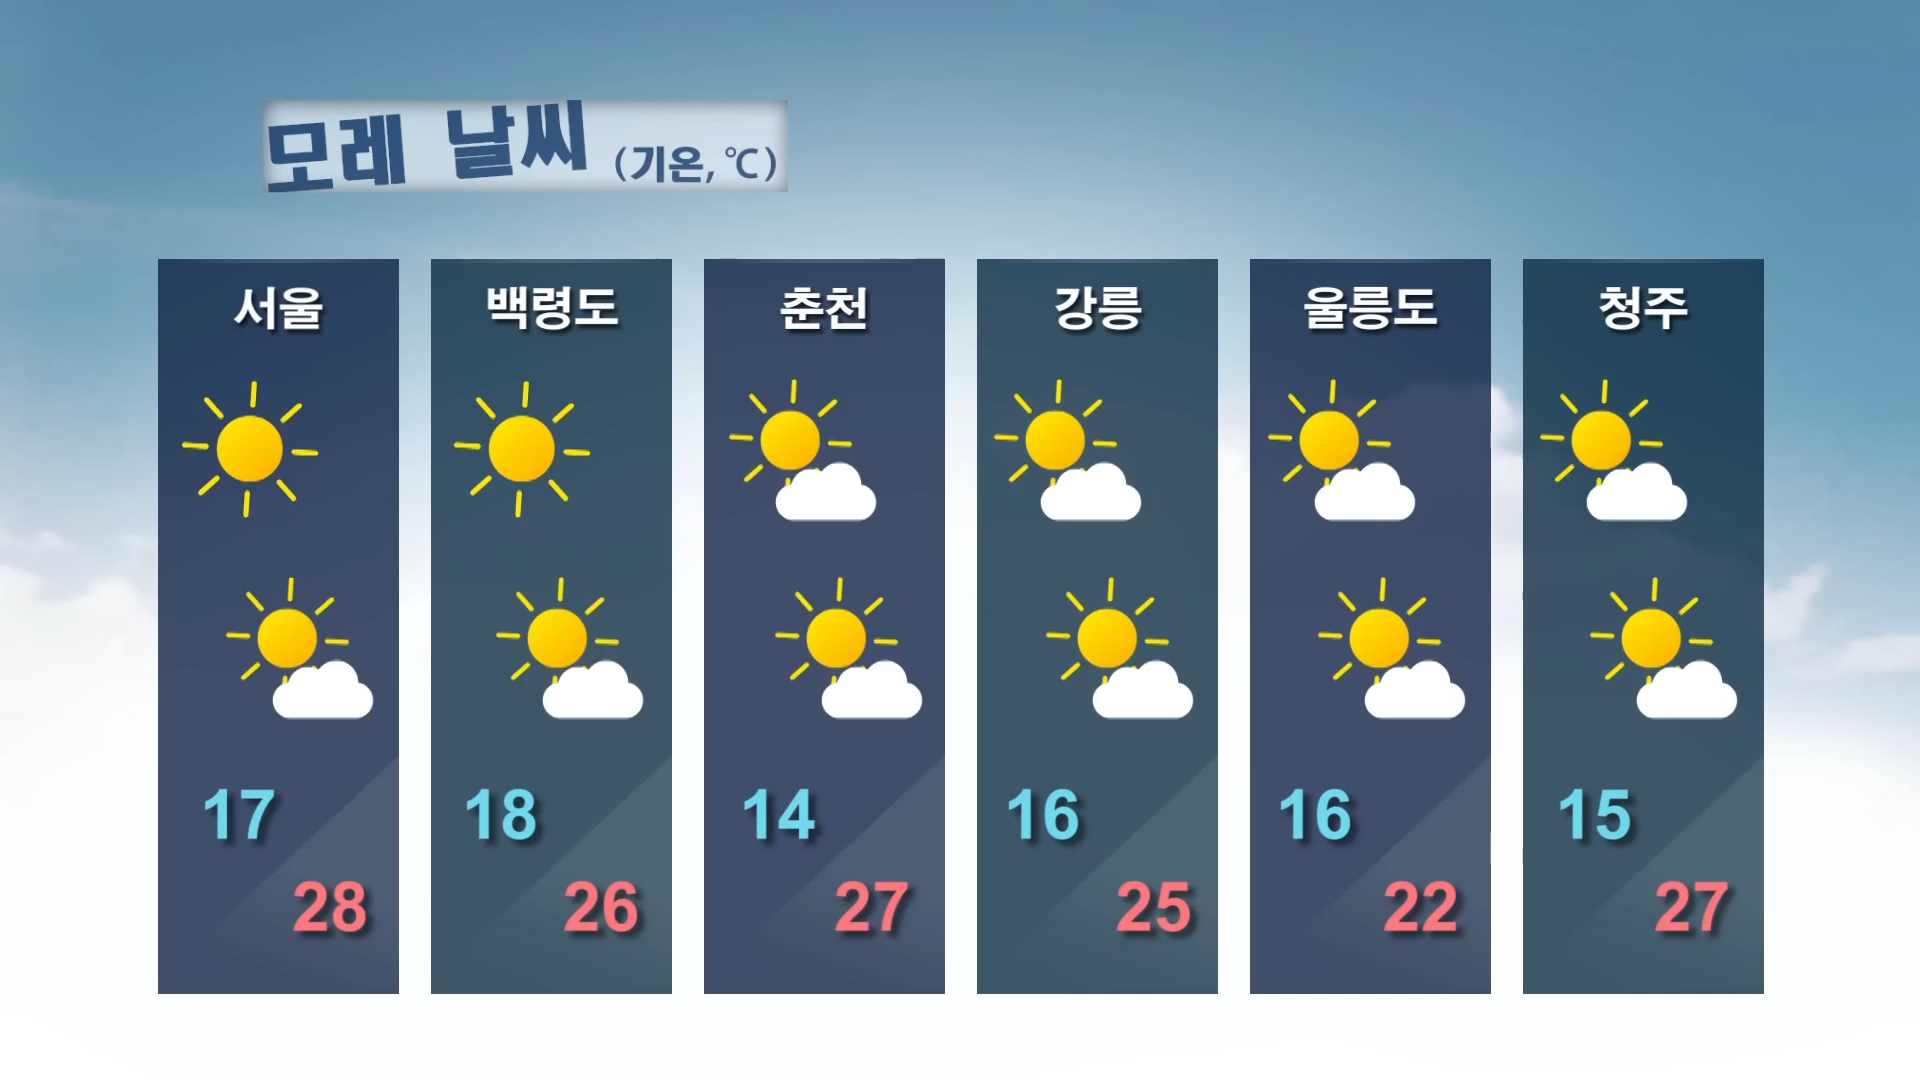 모레 날씨 (기온, ℃)
서울 백령도 춘천 강릉 울릉도 청주
17 18 14 16 16 15
28 26 27 25 22 27